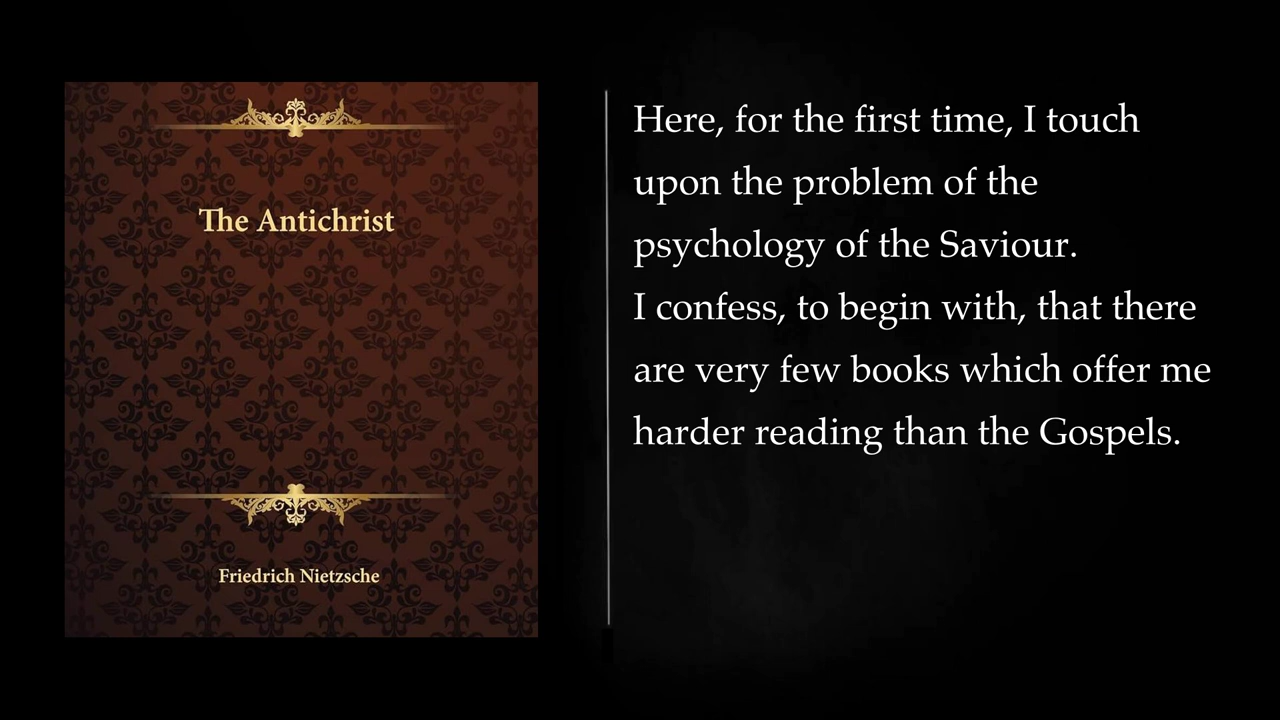 The Antichrist
Friedrich Nietzsche
Here, for the first time, I touch
upon the problem of the
psychology of the Saviour.
I confess, to begin with, that there
are very few books which offer me
harder reading than the Gospels.